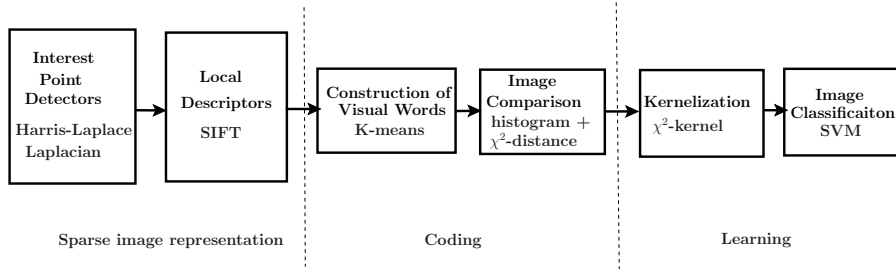 Interest
Point
Detectors
Harris-Laplace
Laplacian
Local
Descriptors
SIFT
Construction of
Visual Words
K-means
Image
Comparison
histogram +
χ²-distance
Kernelization
χ²-kernel
Image
Classificaiton
SVM
Sparse image representation
Coding
Learning